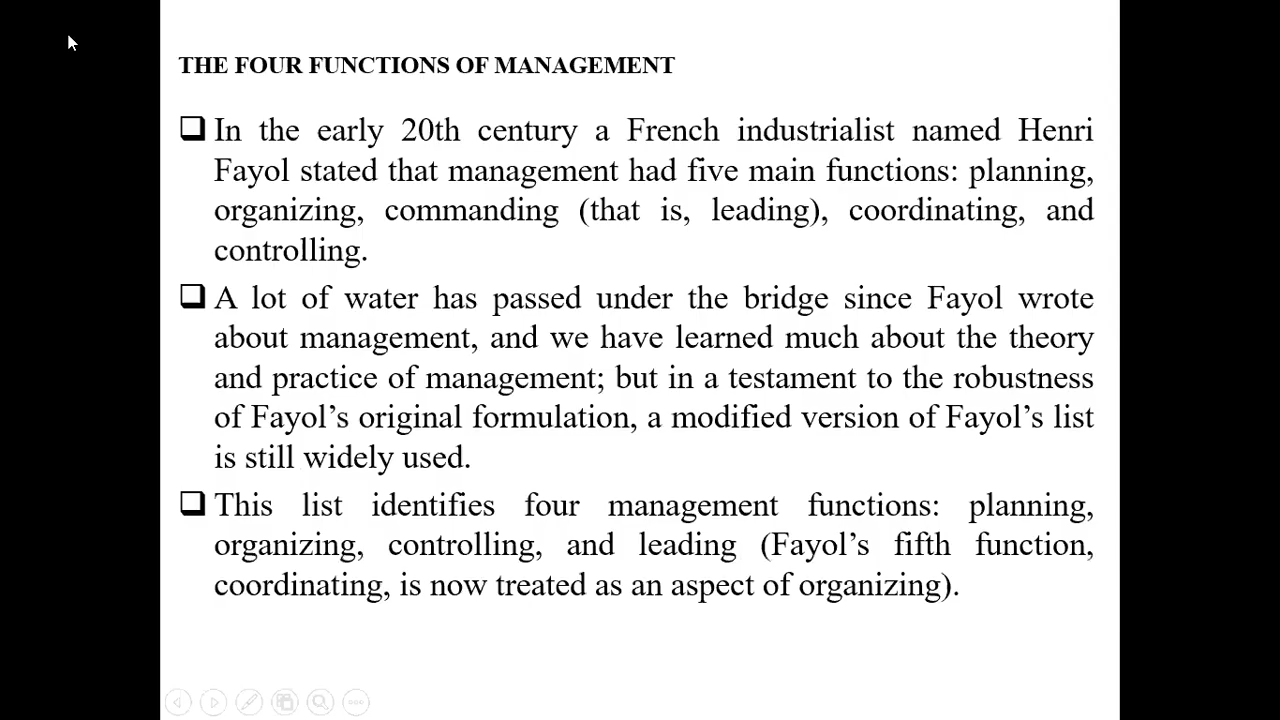 THE FOUR FUNCTIONS OF MANAGEMENT
In the early 20th century a French industrialist named Henri
Fayol stated that management had five main functions: planning,
organizing, commanding (that is, leading), coordinating, and
controlling.
A lot of water has passed under the bridge since Fayol wrote
about management, and we have learned much about the theory
and practice of management; but in a testament to the robustness
of Fayol’s original formulation, a modified version of Fayol’s list
is still widely used.
This list identifies four management functions: planning,
organizing, controlling, and leading (Fayol’s fifth function,
coordinating, is now treated as an aspect of organizing).